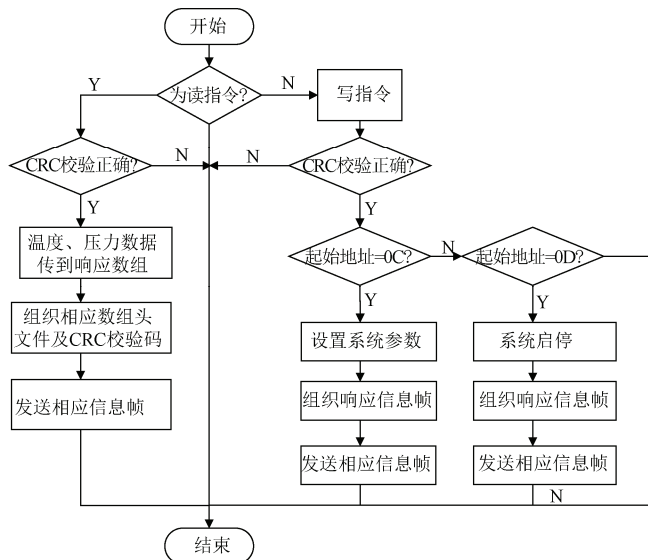 开始
Y
为读指令?
N
写指令
CRC校验正确?
N
N
CRC校验正确?
Y
Y
温度、压力数据
传到响应数组
起始地址=0C?
N
起始地址=0D?
Y
Y
组织相应数组头
文件及CRC校验码
设置系统参数
系统启停
发送相应信息帧
组织响应信息帧
组织响应信息帧
发送相应信息帧
发送相应信息帧
N
结束